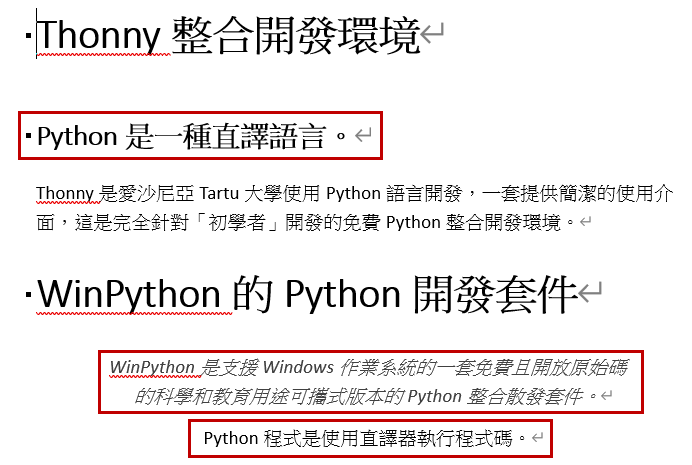 Thonny 整合開發環境
Python 是一種直譯語言。
Thonny 是愛沙尼亞 Tartu 大學使用 Python 語言開發，一套提供簡潔的使用介
面，這是完全針對「初學者」開發的免費 Python 整合開發環境。
WinPython 的 Python 開發套件
WinPython 是支援 Windows 作業系統的一套免費且開放原始碼
的科學和教育用途可攜式版本的 Python 整合散發套件。
Python 程式是使用直譯器執行程式碼。